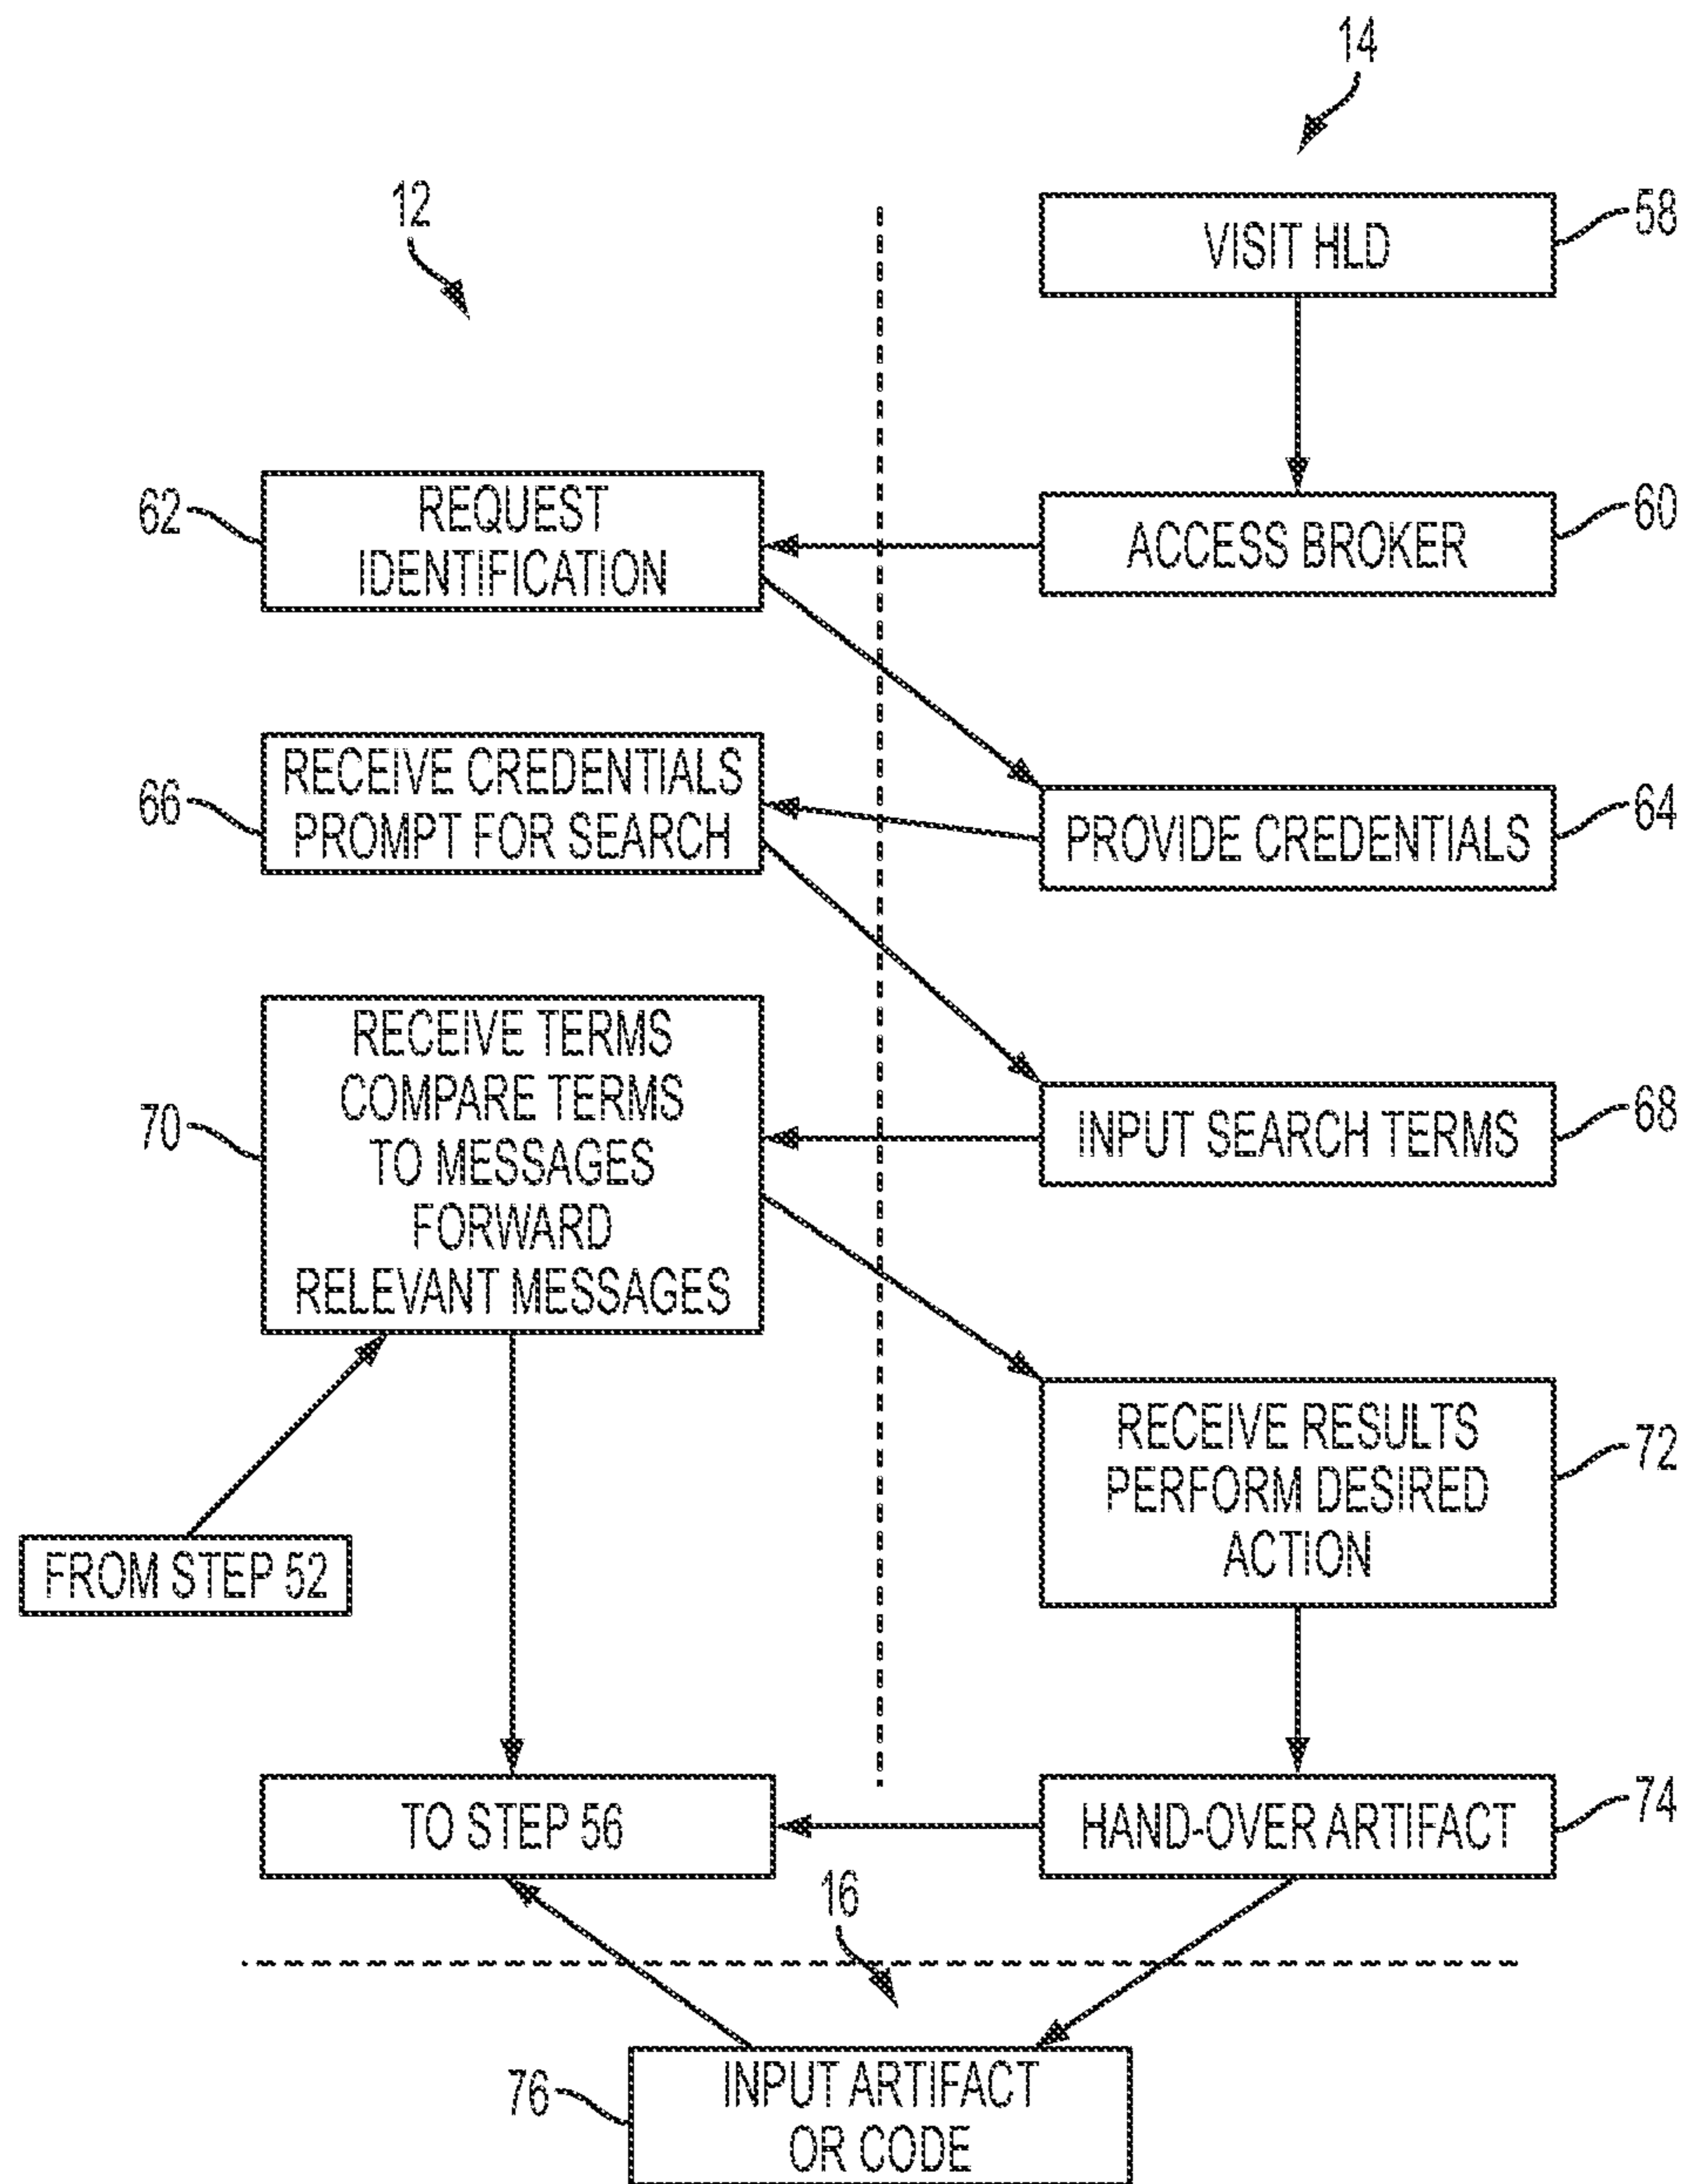 14
12
VISIT HLD
58
62
REQUEST
IDENTIFICATION
ACCESS BROKER
60
66
RECEIVE CREDENTIALS
PROMPT FOR SEARCH
PROVIDE CREDENTIALS
64
70
RECEIVE TERMS
COMPARE TERMS
TO MESSAGES
FORWARD
RELEVANT MESSAGES
INPUT SEARCH TERMS
68
RECEIVE RESULTS
PERFORM DESIRED
ACTION
72
FROM STEP 52
TO STEP 56
HAND-OVER ARTIFACT
74
16
76
INPUT ARTIFACT
OR CODE